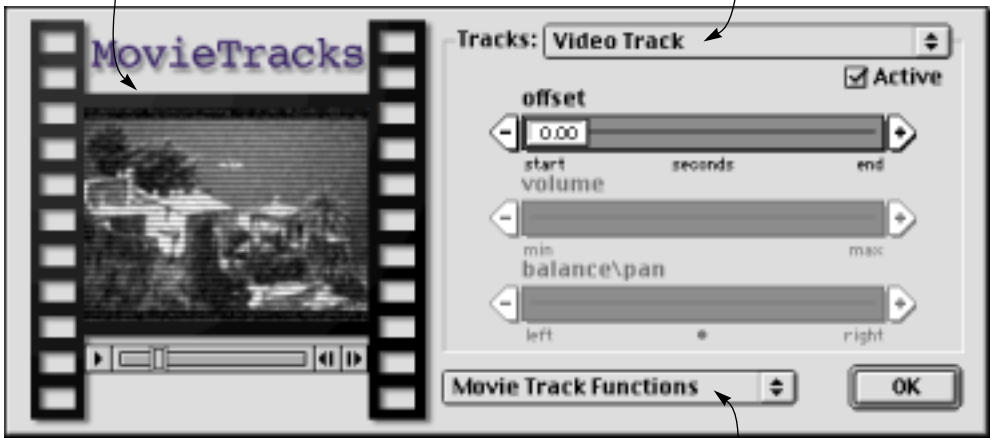 MovieTracks
Tracks: Video Track
Active
offset
- 0.00 +
start seconds end
volume
- +
min max
balance\pan
- +
left right
Movie Track Functions
OK